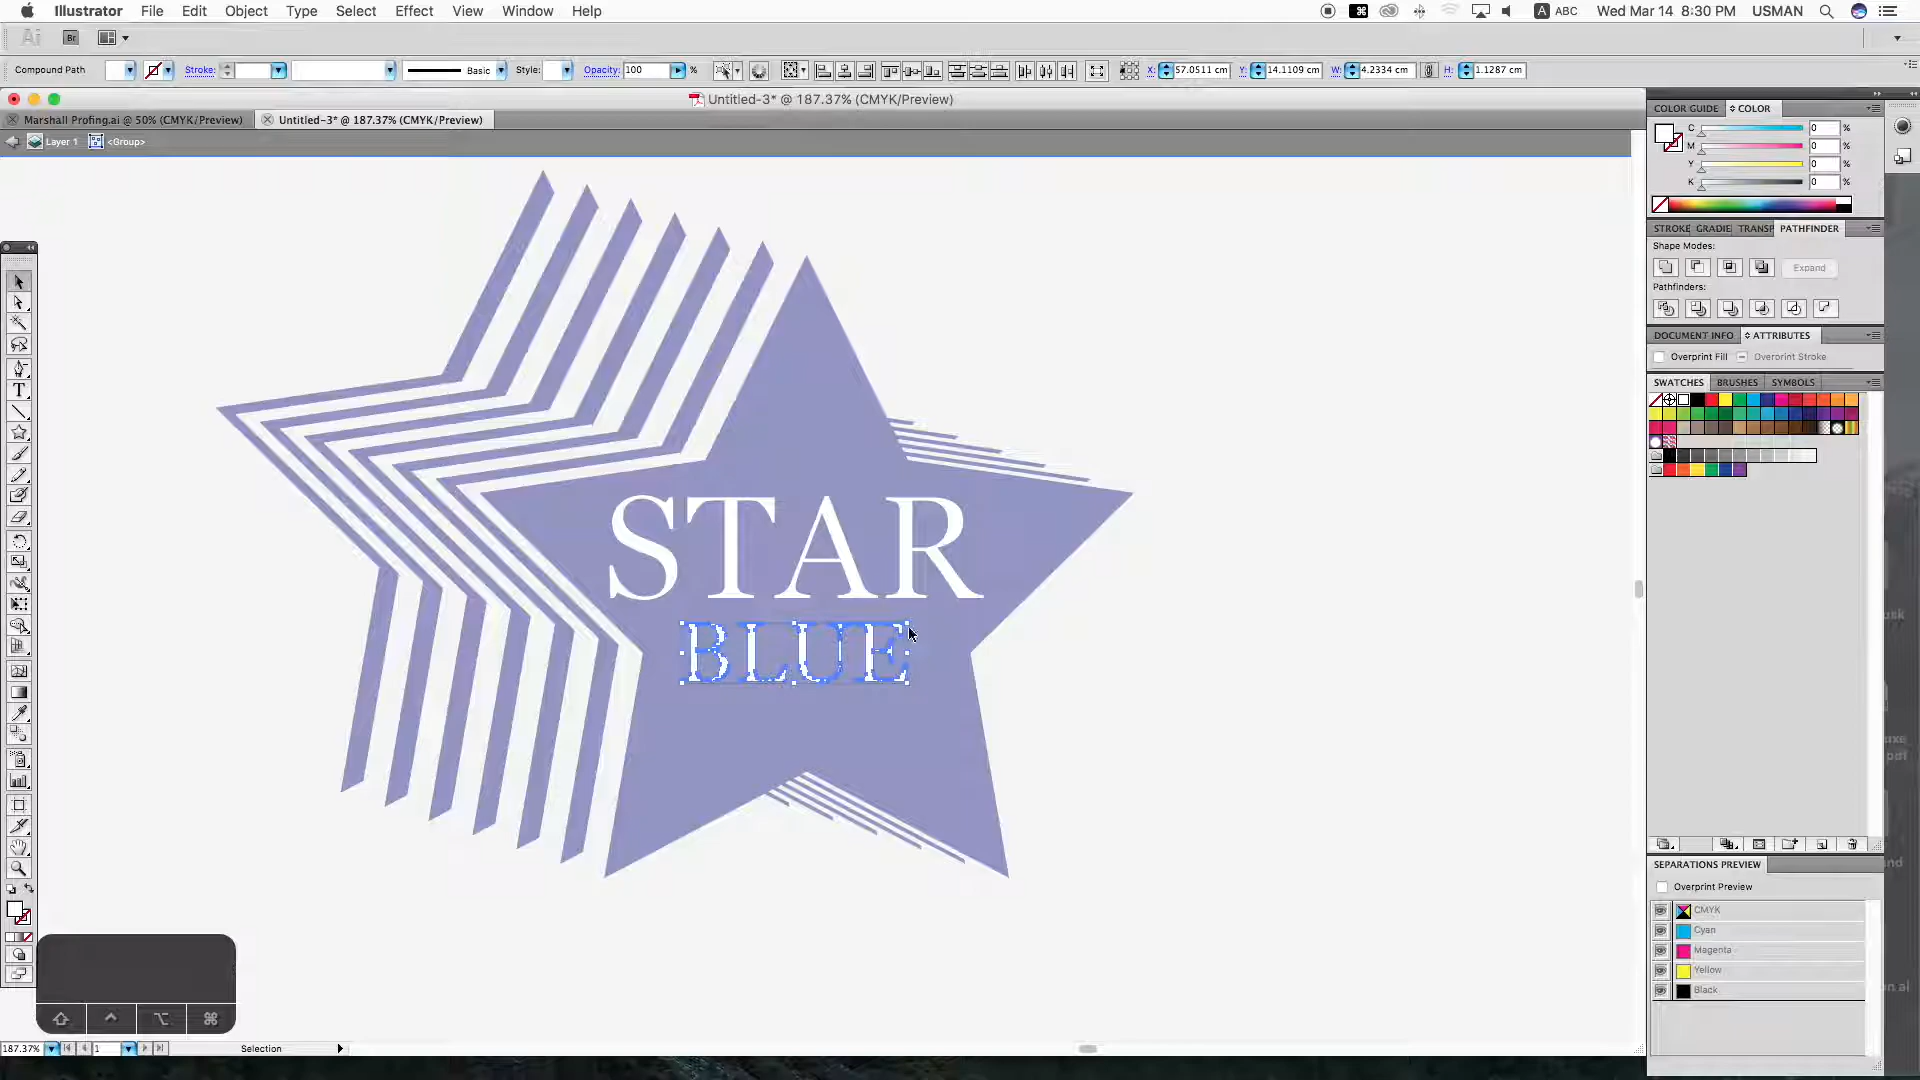 Illustrator File Edit Object Type Select Effect View Window Help
A ABC Wed Mar 14 8:30 PM USMAN
Ai Br
Compound Path Stroke: Basic Style: Opacity: 100 % X: 57.0511 cm Y: 14.1109 cm W: 4.2334 cm H: 1.1287 cm
Untitled-3* @ 187.37% (CMYK/Preview)
Marshall Profing.ai @ 50% (CMYK/Preview) Untitled-3* @ 187.37% (CMYK/Preview)
Layer 1 <Group>
COLOR GUIDE COLOR
C 0 %
M 0 %
Y 0 %
K 0 %
STROKE GRADIE TRANSP PATHFINDER
Shape Modes:
Expand
Pathfinders:
DOCUMENT INFO ATTRIBUTES
Overprint Fill Overprint Stroke
SWATCHES BRUSHES SYMBOLS
STAR
BLUE
T
SEPARATIONS PREVIEW
Overprint Preview
CMYK
Cyan
Magenta
Yellow
Black
187.37% 1 Selection